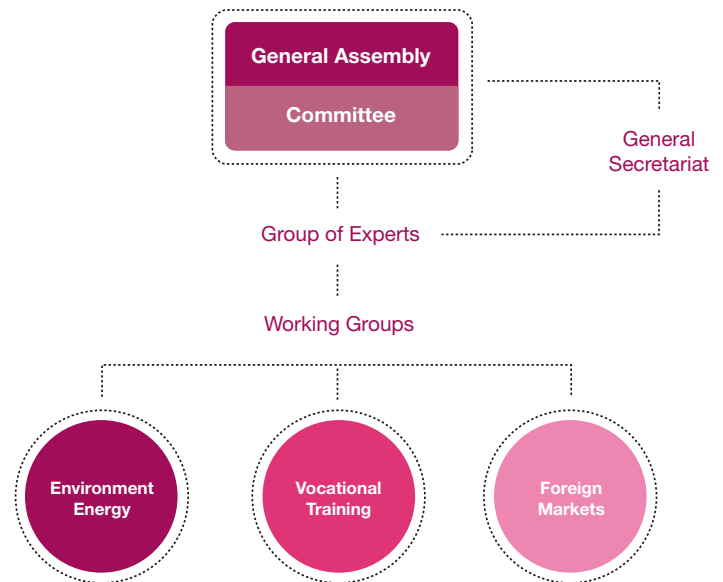 General Assembly
Committee
General
Secretariat
Group of Experts
Working Groups
Environment
Energy
Vocational
Training
Foreign
Markets